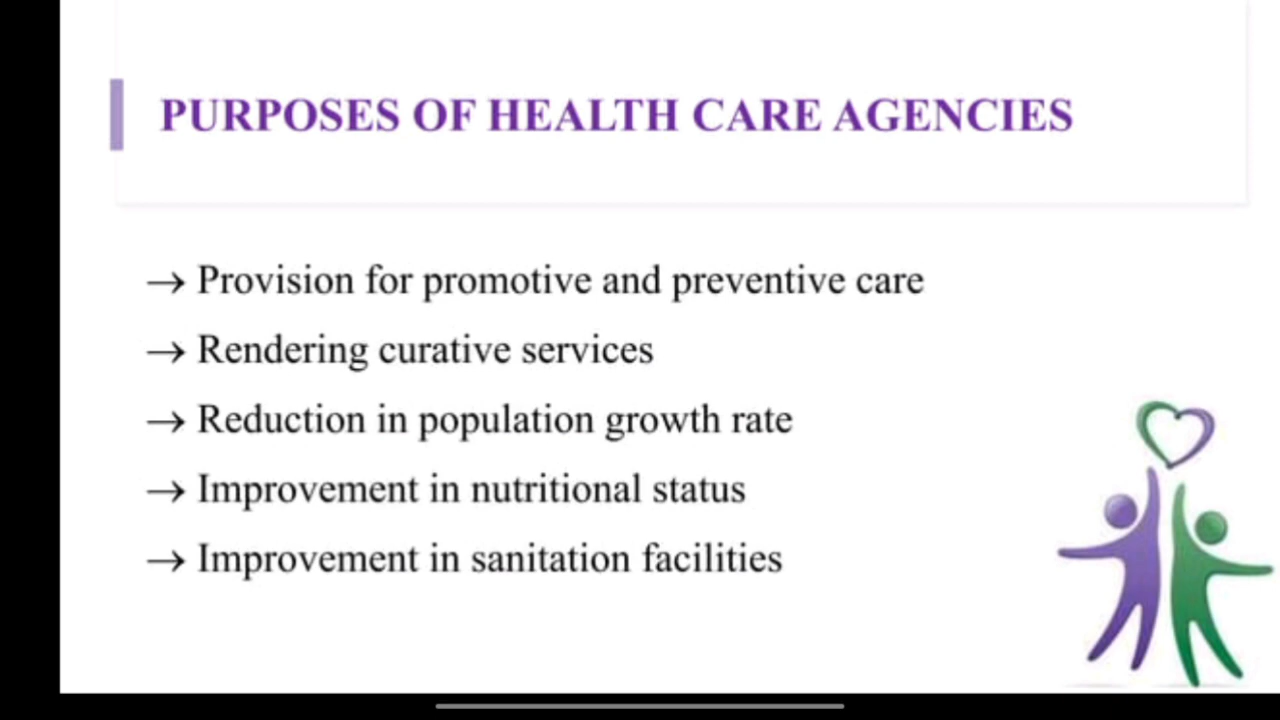 PURPOSES OF HEALTH CARE AGENCIES
→ Provision for promotive and preventive care
→ Rendering curative services
→ Reduction in population growth rate
→ Improvement in nutritional status
→ Improvement in sanitation facilities